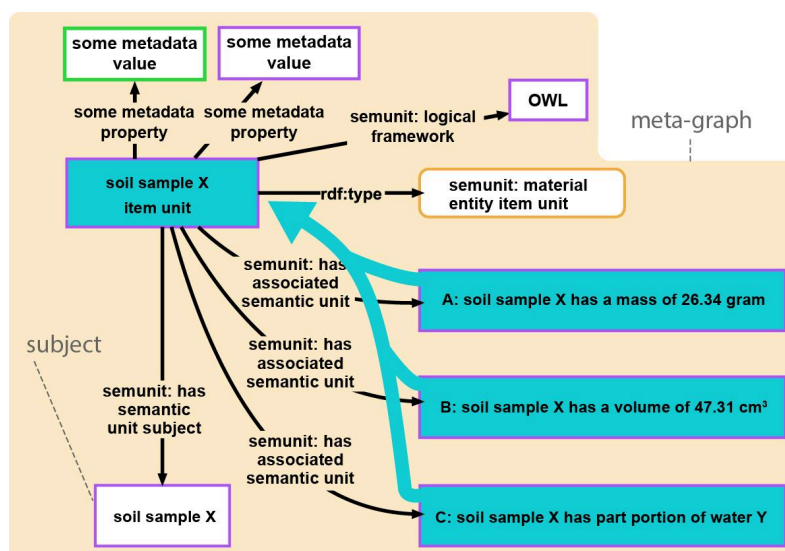 some metadata
value
some metadata
value
some metadata
property
some metadata
property
semunit: logical
framework
OWL
meta-graph
soil sample X
item unit
rdf:type
semunit: material
entity item unit
semunit: has
associated
semantic unit
A: soil sample X has a mass of 26.34 gram
subject
semunit: has
associated
semantic unit
B: soil sample X has a volume of 47.31 cm³
semunit: has
semantic
unit subject
semunit: has
associated
semantic unit
soil sample X
C: soil sample X has part portion of water Y